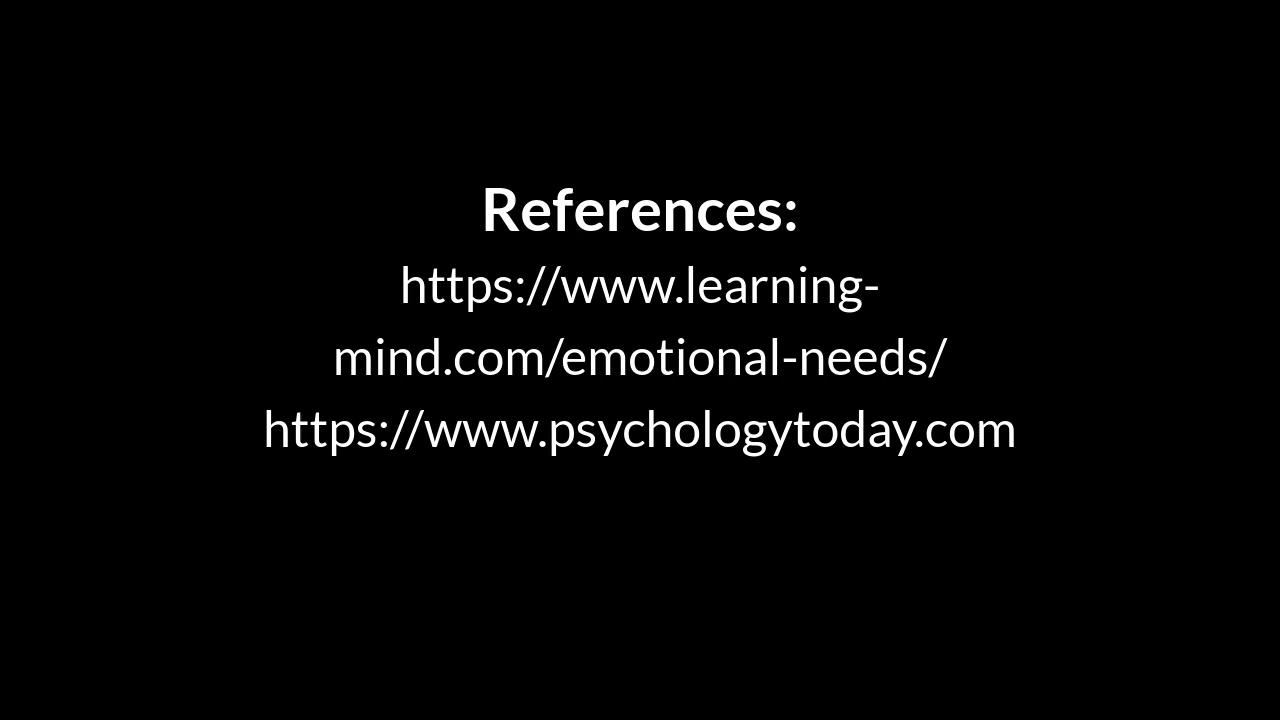 References:
https://www.learning-
mind.com/emotional-needs/
https://www.psychologytoday.com